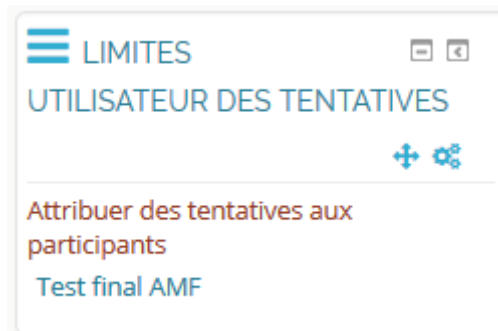 LIMITES
UTILISATEUR DES TENTATIVES
Attribuer des tentatives aux
participants
Test final AMF